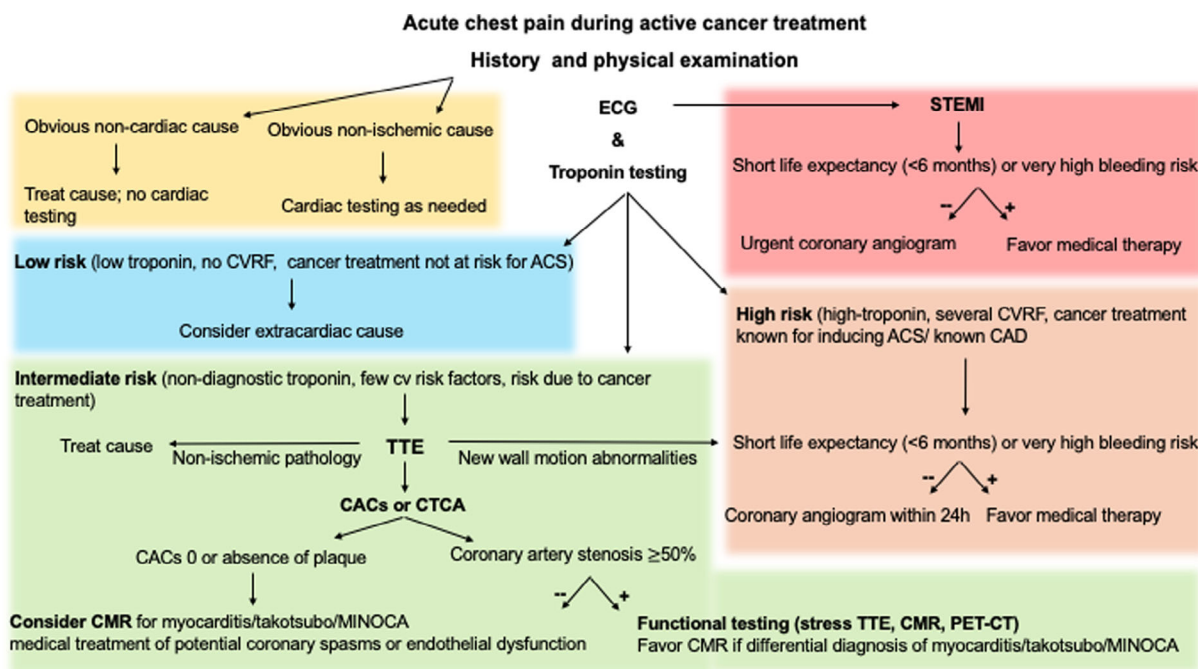 Acute chest pain during active cancer treatment
History and physical examination
Obvious non-cardiac cause
Treat cause; no cardiac
testing
Obvious non-ischemic cause
Cardiac testing as needed
ECG
&
Troponin testing
STEMI
Short life expectancy (<6 months) or very high bleeding risk
--
+
Urgent coronary angiogram
Favor medical therapy
Low risk (low troponin, no CVRF, cancer treatment not at risk for ACS)
Consider extracardiac cause
High risk (high-troponin, several CVRF, cancer treatment
known for inducing ACS/ known CAD
Short life expectancy (<6 months) or very high bleeding risk
--
+
Coronary angiogram within 24h
Favor medical therapy
Intermediate risk (non-diagnostic troponin, few cv risk factors, risk due to cancer
treatment)
TTE
Treat cause
Non-ischemic pathology
New wall motion abnormalities
CACs or CTCA
CACs 0 or absence of plaque
Coronary artery stenosis ≥50%
--
+
Consider CMR for myocarditis/takotsubo/MINOCA
medical treatment of potential coronary spasms or endothelial dysfunction
Functional testing (stress TTE, CMR, PET-CT)
Favor CMR if differential diagnosis of myocarditis/takotsubo/MINOCA